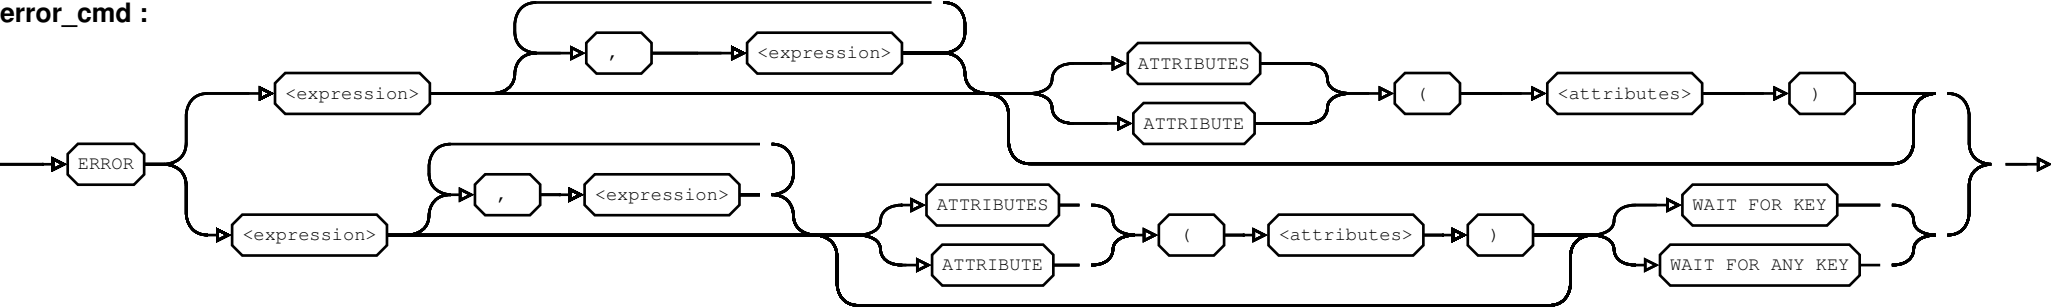 error_cmd :
, <expression>
ATTRIBUTES
<expression> ( <attributes> )
ATTRIBUTE
ERROR
, <expression>
ATTRIBUTES WAIT FOR KEY
<expression> ( <attributes> )
ATTRIBUTE WAIT FOR ANY KEY